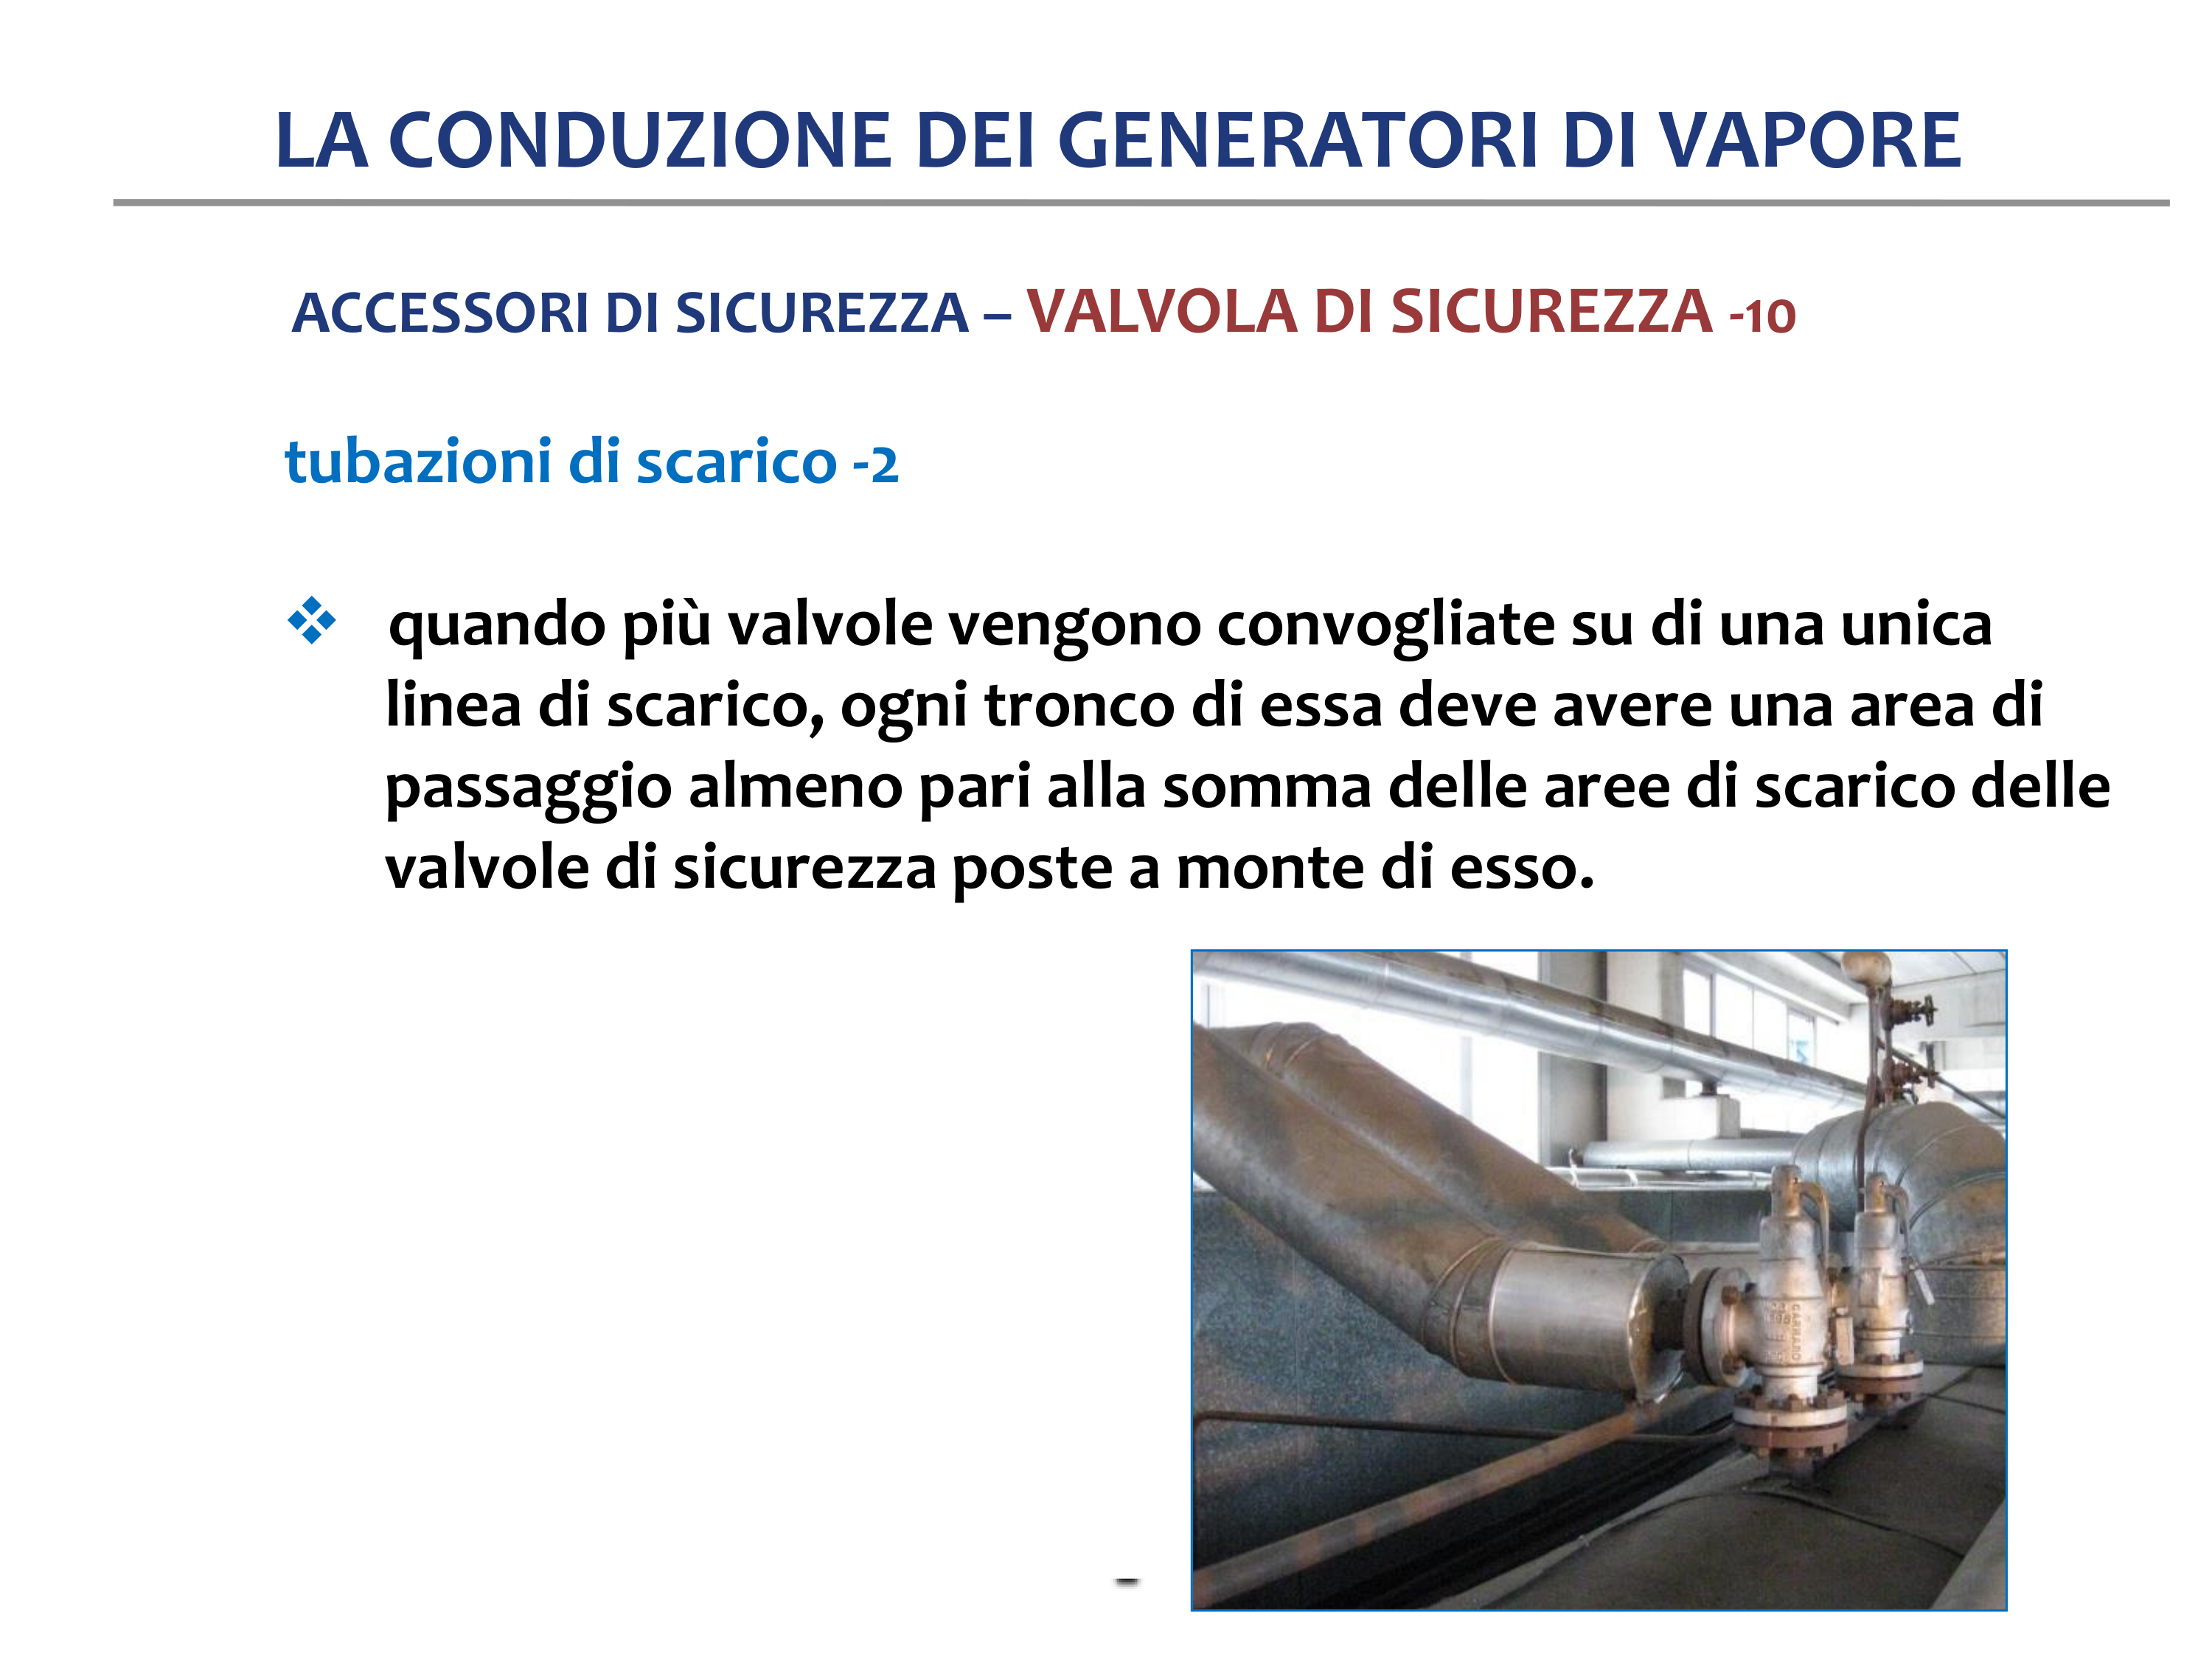 LA CONDUZIONE DEI GENERATORI DI VAPORE
ACCESSORI DI SICUREZZA – VALVOLA DI SICUREZZA -10
tubazioni di scarico -2
quando più valvole vengono convogliate su di una unica
linea di scarico, ogni tronco di essa deve avere una area di
passaggio almeno pari alla somma delle aree di scarico delle
valvole di sicurezza poste a monte di esso.
CARRARO